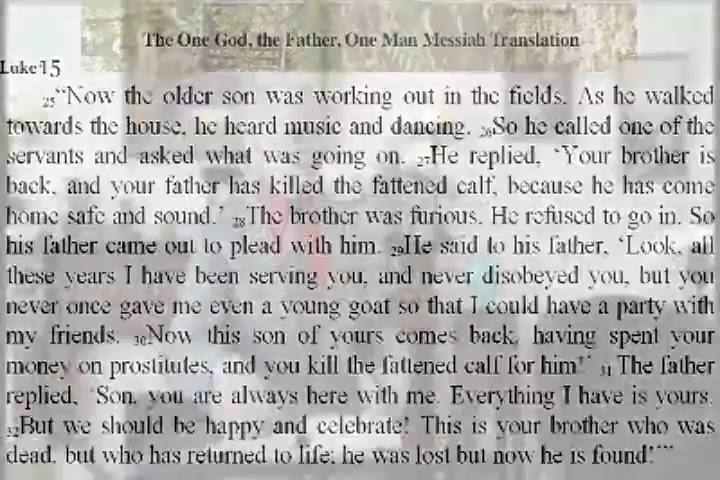 The One God, the Father, One Man Messiah Translation
Luke 15
25“Now the older son was working out in the fields. As he walked
towards the house, he heard music and dancing. 26So he called one of the
servants and asked what was going on. 27He replied, ‘Your brother is
back, and your father has killed the fattened calf, because he has come
home safe and sound.’ 28The brother was furious. He refused to go in. So
his father came out to plead with him. 29He said to his father, ‘Look, all
these years I have been serving you, and never disobeyed you, but you
never once gave me even a young goat so that I could have a party with
my friends. 30Now this son of yours comes back, having spent your
money on prostitutes, and you kill the fattened calf for him’’ 31 The father
replied, ‘Son, you are always here with me. Everything I have is yours.
32But we should be happy and celebrate! This is your brother who was
dead, but who has returned to life; he was lost but now he is found!’”